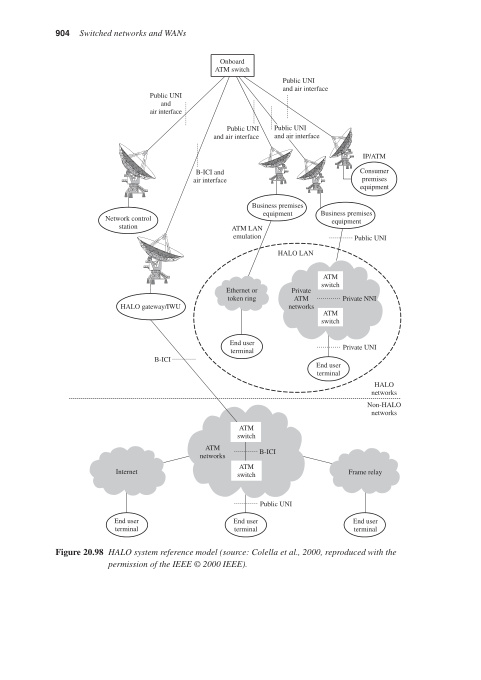 904 Switched networks and WANs
Onboard
ATM switch
Public UNI
and air interface
Public UNI
and
air interface
Public UNI
and air interface
Public UNI
and air interface
IP/ATM
Consumer
premises
equipment
B-ICI and
air interface
Business premises
equipment
Business premises
equipment
Network control
station
ATM LAN
emulation
Public UNI
HALO LAN
ATM
switch
Ethernet or
token ring
Private
ATM
networks
Private NNI
HALO gateway/IWU
ATM
switch
End user
terminal
Private UNI
B-ICI
End user
terminal
HALO
networks
Non-HALO
networks
ATM
switch
ATM
networks
B-ICI
Internet
ATM
switch
Frame relay
Public UNI
End user
terminal
End user
terminal
End user
terminal
Figure 20.98 HALO system reference model (source: Colella et al., 2000, reproduced with the
permission of the IEEE © 2000 IEEE).